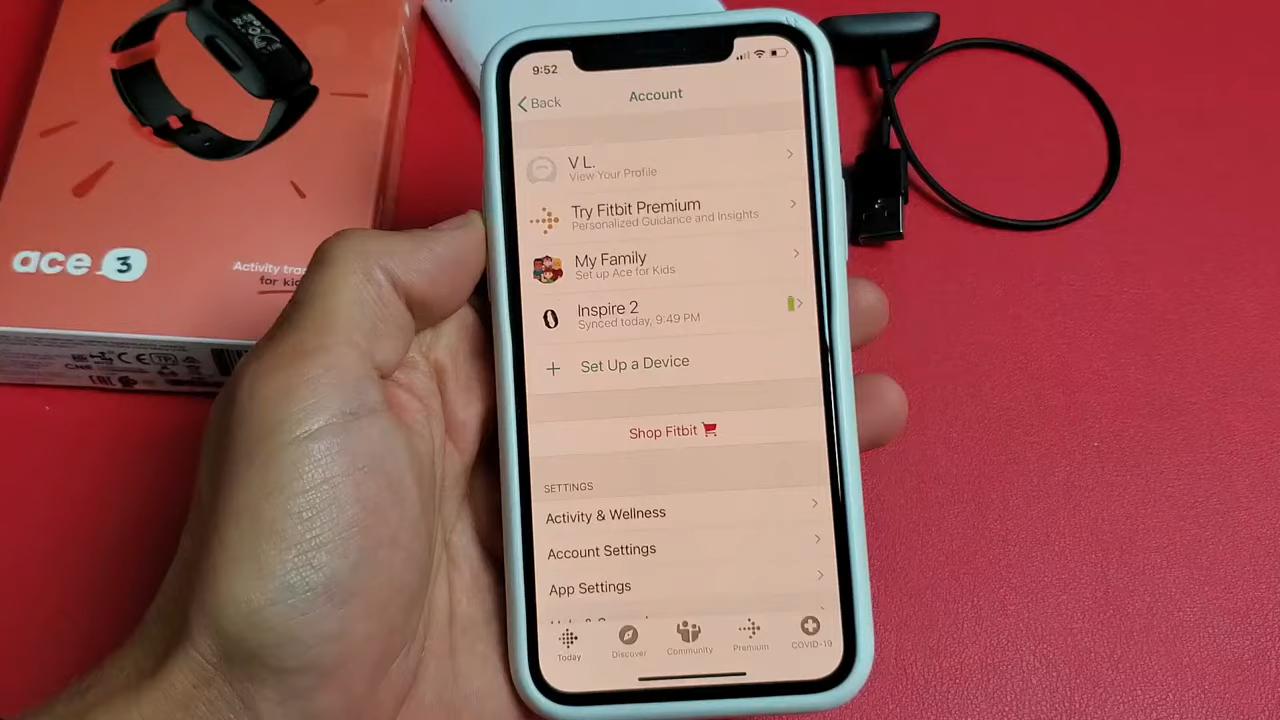 ace 3
Activity
for
CE
EAC
9:52
Back
Account
V L.
View Your Profile
Try Fitbit Premium
Personalized Guidance and Insights
My Family
Set up Ace for Kids
Inspire 2
Synced today, 9:49 PM
+ Set Up a Device
Shop Fitbit
SETTINGS
Activity & Wellness
Account Settings
App Settings
Today
Discover
Community
Premium
COVID-19